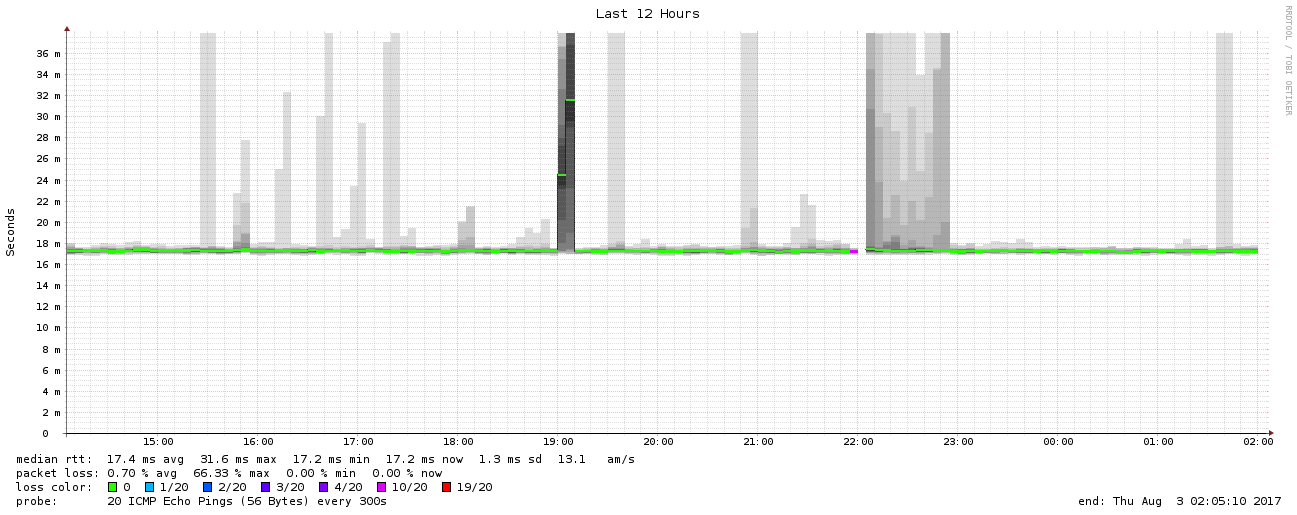 Last 12 Hours
RRDTOOL / TOBI OETIKER
Seconds
36 m
34 m
32 m
30 m
28 m
26 m
24 m
22 m
20 m
18 m
16 m
14 m
12 m
10 m
8 m
6 m
4 m
2 m
0
15:00 16:00 17:00 18:00 19:00 20:00 21:00 22:00 23:00 00:00 01:00 02:00
median rtt: 17.4 ms avg 31.6 ms max 17.2 ms min 17.2 ms now 1.3 ms sd 13.1 am/s
packet loss: 0.70 % avg 66.33 % max 0.00 % min 0.00 % now
loss color: 0 1/20 2/20 3/20 4/20 10/20 19/20
probe: 20 ICMP Echo Pings (56 Bytes) every 300s end: Thu Aug 3 02:05:10 2017